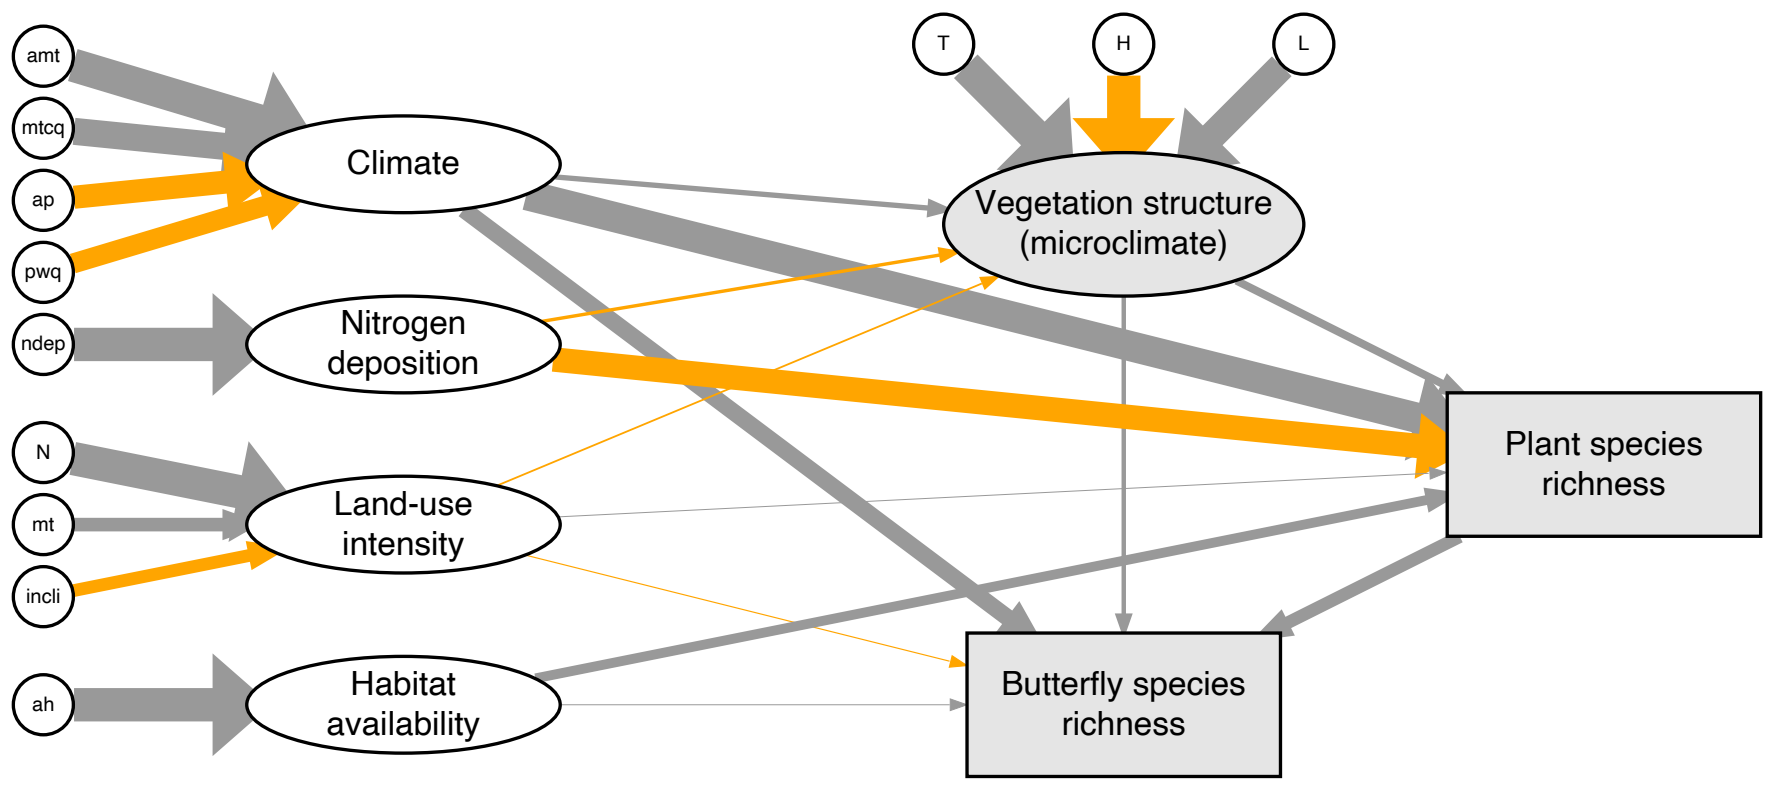 amt
mtcq
ap
pwq
ndep
N
mt
incli
ah
Climate
Nitrogen
deposition
Land-use
intensity
Habitat
availability
T
H
L
Vegetation structure
(microclimate)
Plant species
richness
Butterfly species
richness